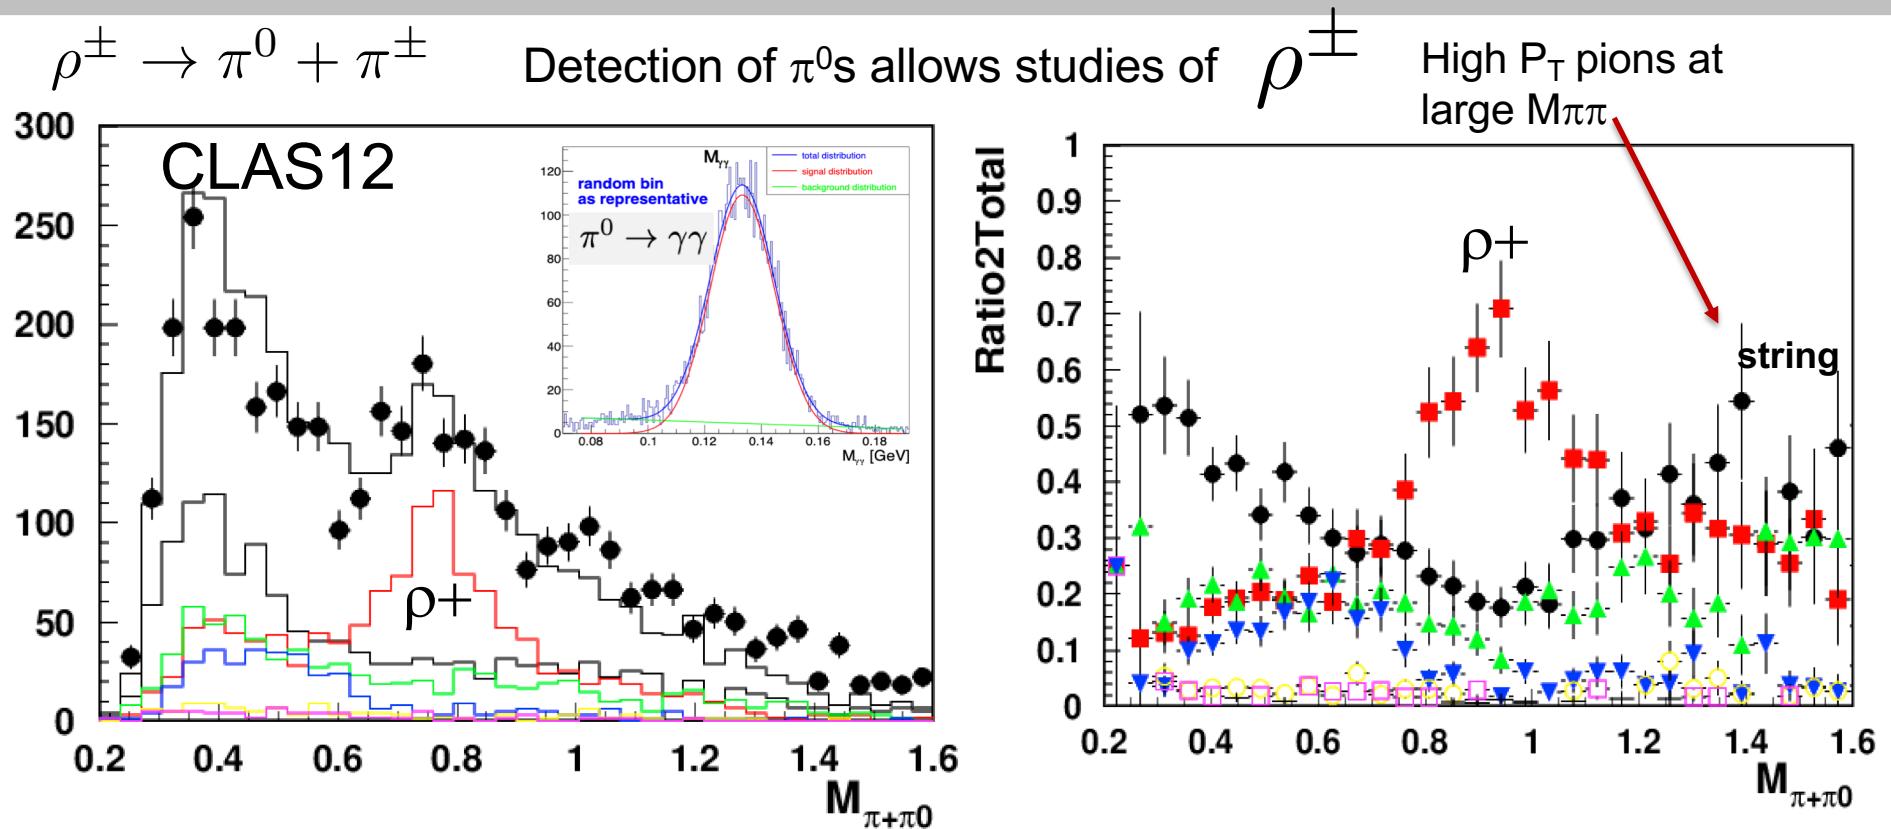 ρ± → π0 + π±
Detection of π0s allows studies of ρ±
High PT pions at
large Mππ
300
250
200
150
100
50
0
CLAS12
ρ+
0.2 0.4 0.6 0.8 1 1.2 1.4 1.6
Mπ+π0
Mγγ
random bin
as representative
π0 → γγ
total distribution
signal distribution
background distribution
120
100
80
60
40
20
0
0.08 0.1 0.12 0.14 0.16 0.18
Mγγ [GeV]
Ratio2Total
1
0.9
0.8
0.7
0.6
0.5
0.4
0.3
0.2
0.1
0
ρ+
string
0.2 0.4 0.6 0.8 1 1.2 1.4 1.6
Mπ+π0